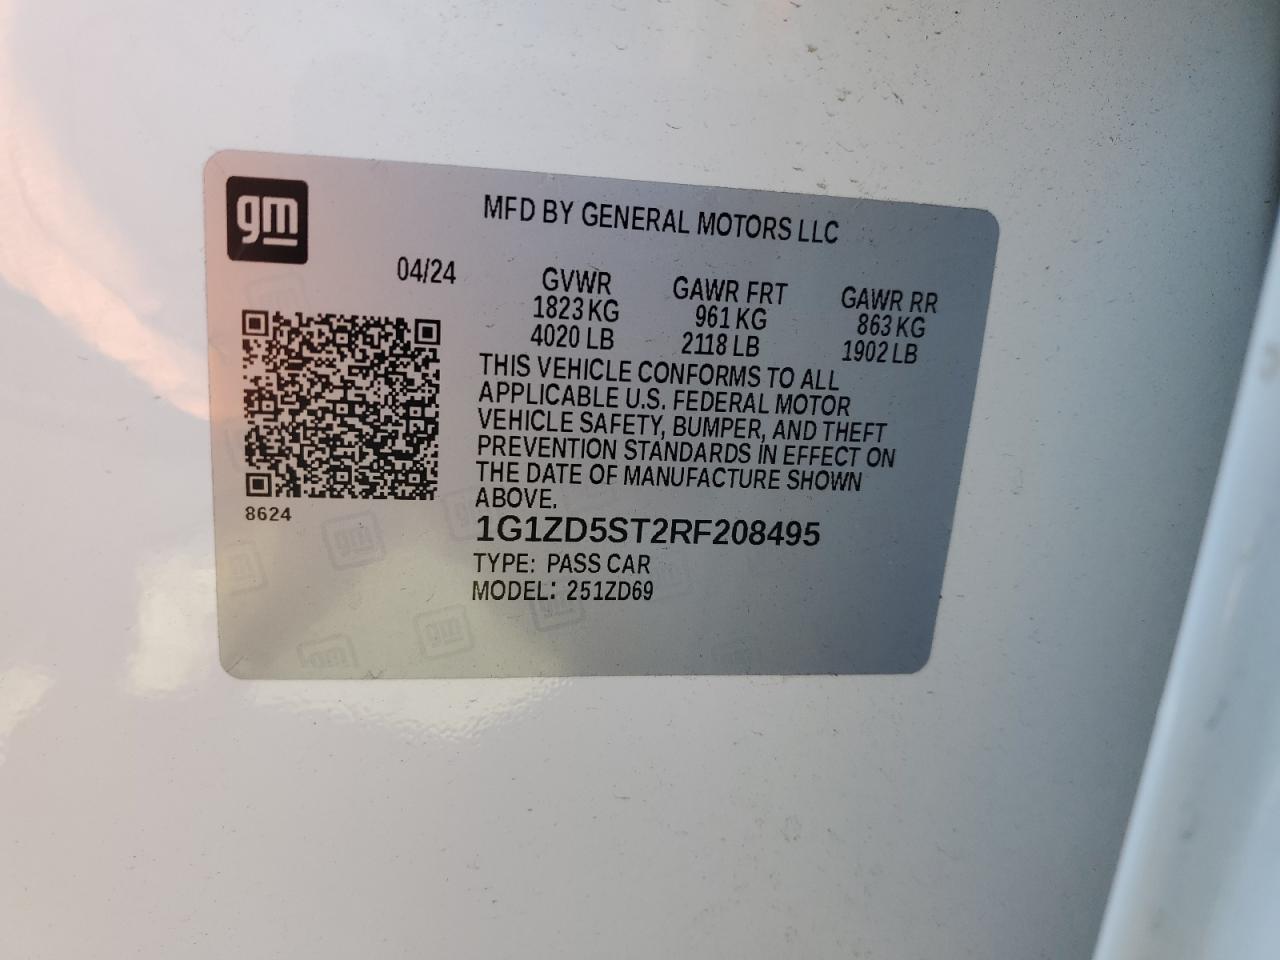 gm
MFD BY GENERAL MOTORS LLC
04/24
GVWR GAWR FRT GAWR RR
1823 KG 961 KG 863 KG
4020 LB 2118 LB 1902 LB
THIS VEHICLE CONFORMS TO ALL
APPLICABLE U.S. FEDERAL MOTOR
VEHICLE SAFETY, BUMPER, AND THEFT
PREVENTION STANDARDS IN EFFECT ON
THE DATE OF MANUFACTURE SHOWN
ABOVE.
8624
1G1ZD5ST2RF208495
TYPE: PASS CAR
MODEL: 251ZD69